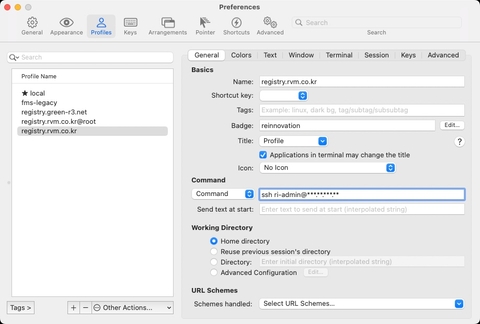 Preferences
General
Appearance
Profiles
Keys
Arrangements
Pointer
Shortcuts
Advanced
Search
Search
Search
Profile Name
★ local
fms-legacy
registry.green-r3.net
registry.rvm.co.kr@root
registry.rvm.co.kr
Tags >
+
−
Other Actions...
General
Colors
Text
Window
Terminal
Session
Keys
Advanced
Basics
Name: registry.rvm.co.kr
Shortcut key:
Tags: Example: linux, dark bg, tag/subtag/subsubtag
Badge: reinnovation Edit...
Title: Profile ?
Applications in terminal may change the title
Icon: No Icon
Command
Command ssh ri-admin@***.*.***.***
Send text at start: Enter text to send at start (interpolated string)
Working Directory
Home directory
Reuse previous session's directory
Directory: Enter initial directory (interpolated string)
Advanced Configuration Edit...
URL Schemes
Schemes handled: Select URL Schemes...